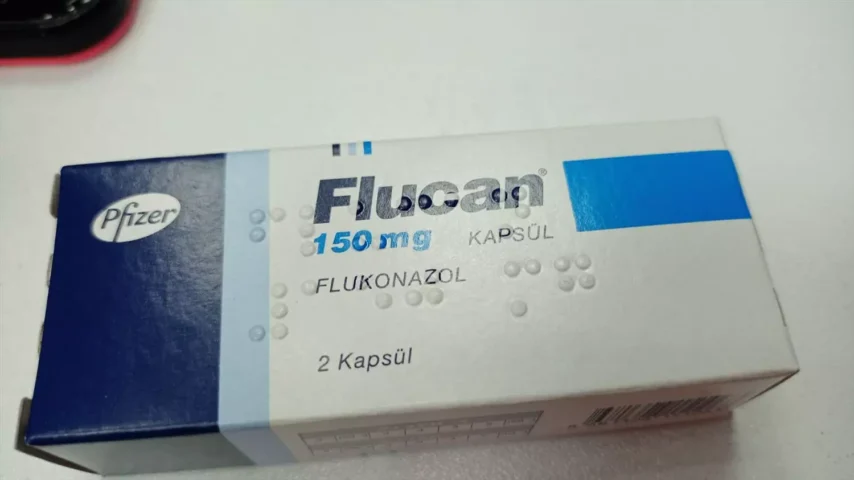 Pfizer
Flucan®
150 mg KAPSÜL
FLUKONAZOL
2 Kapsül